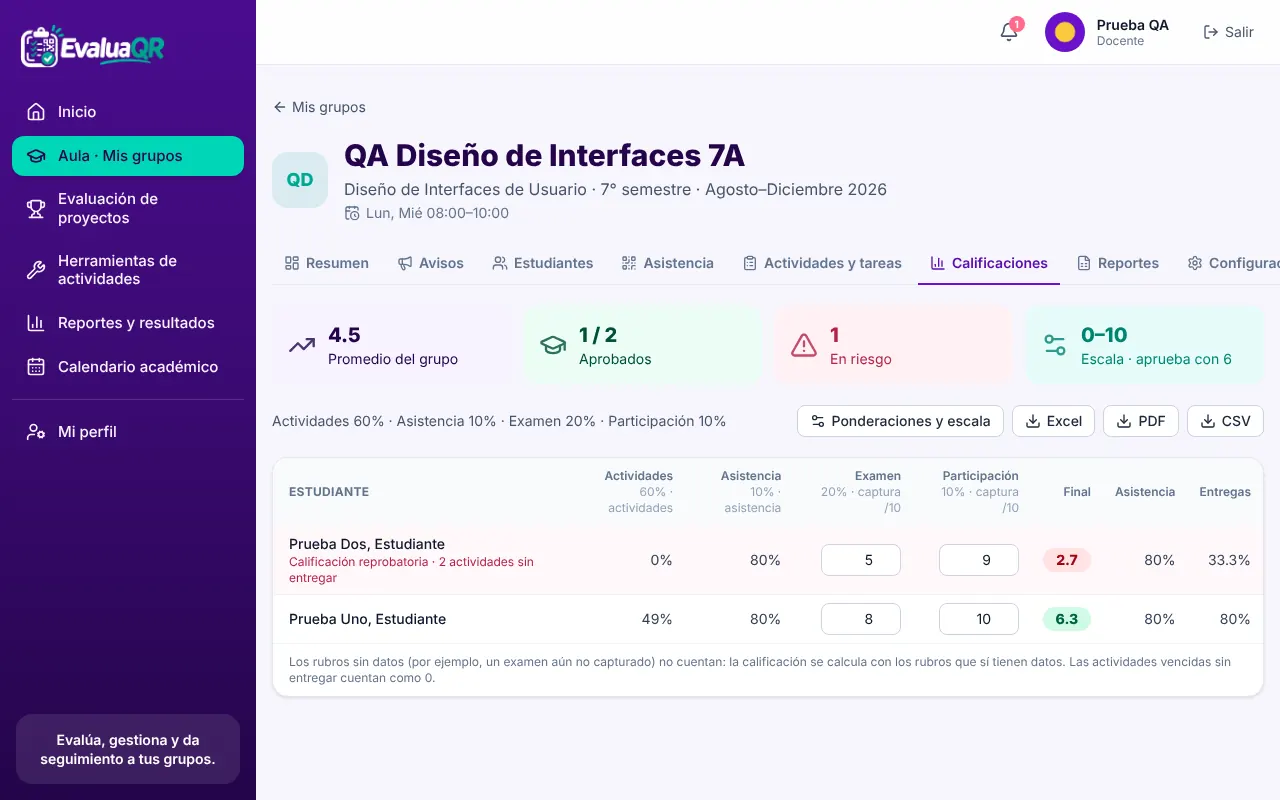 EvaluaQR
1
Prueba QA
Docente
Salir
Inicio
Aula · Mis grupos
Evaluación de
proyectos
Herramientas de
actividades
Reportes y resultados
Calendario académico
Mi perfil
Evalúa, gestiona y da
seguimiento a tus grupos.
Mis grupos
QD
QA Diseño de Interfaces 7A
Diseño de Interfaces de Usuario · 7° semestre · Agosto–Diciembre 2026
Lun, Mié 08:00–10:00
Resumen Avisos Estudiantes Asistencia Actividades y tareas Calificaciones Reportes Configurac
4.5
Promedio del grupo
1 / 2
Aprobados
1
En riesgo
0–10
Escala · aprueba con 6
Actividades 60% · Asistencia 10% · Examen 20% · Participación 10%
Ponderaciones y escala Excel PDF CSV
ESTUDIANTE
Actividades
60% ·
actividades
Asistencia
10% ·
asistencia
Examen
20% · captura
/10
Participación
10% · captura
/10
Final
Asistencia
Entregas
Prueba Dos, Estudiante
Calificación reprobatoria · 2 actividades sin
entregar
0% 80% 5 9 2.7 80% 33.3%
Prueba Uno, Estudiante 49% 80% 8 10 6.3 80% 80%
Los rubros sin datos (por ejemplo, un examen aún no capturado) no cuentan: la calificación se calcula con los rubros que sí tienen datos. Las actividades vencidas sin
entregar cuentan como 0.